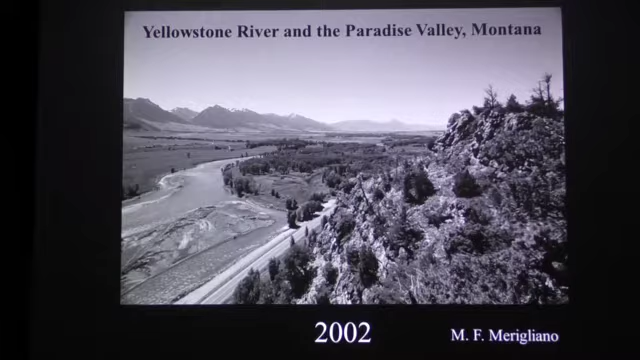 Yellowstone River and the Paradise Valley, Montana
2002
M. F. Merigliano